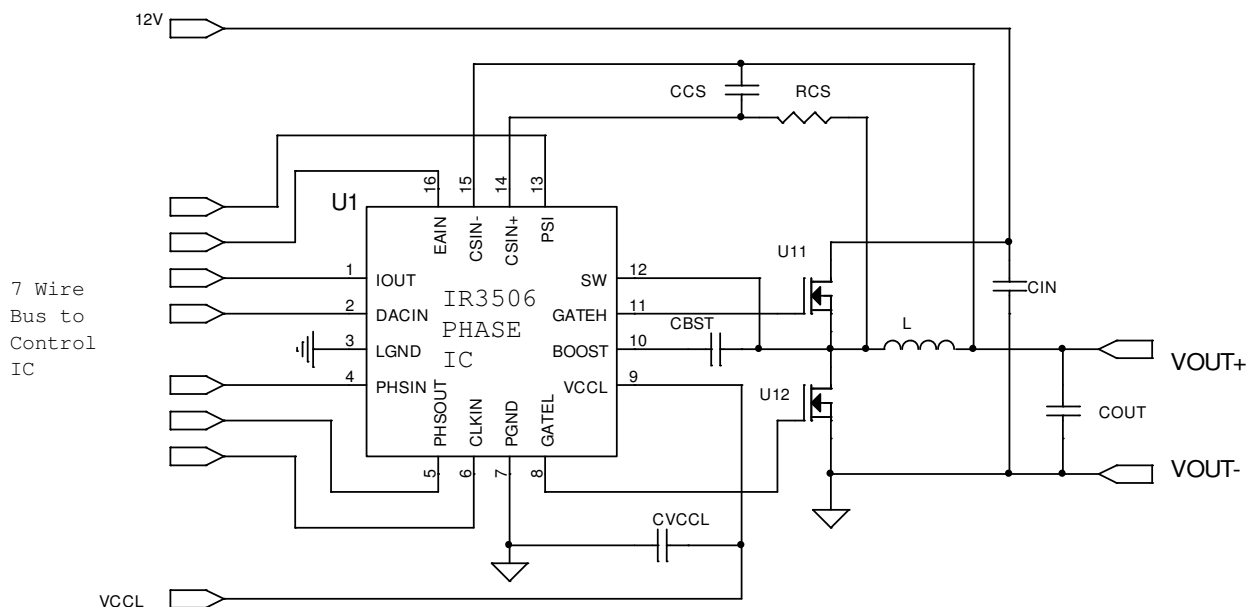 12V
CCS
RCS
U1
16
15
14
13
EAIN
CSIN-
CSIN+
PSI
7 Wire
Bus to
Control
IC
1
IOUT
2
DACIN
3
LGND
4
PHSIN
IR3506
PHASE
IC
SW
12
GATEH
11
BOOST
10
VCCL
9
PHSOUT
CLKIN
PGND
GATEL
5
6
7
8
CBST
U11
U12
L
CIN
COUT
VOUT+
VOUT-
CVCCL
VCCL